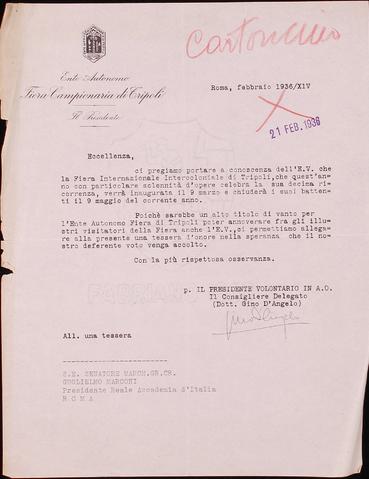 Cartoncino
Ente Autonomo
Fiera Campionaria di Tripoli
Il Presidente
Roma, febbraio 1936/XIV
21 FEB. 1936
Eccellenza,
ci pregiamo portare a conoscenza dell'E.V. che
la Fiera Internazionale Intercoloniale di Tripoli,che quest'an-
no con particolare solennità d'opere celebra la sua decima ri-
correnza, verrà inaugurata il 9 marzo e chiuderà i suoi batten-
ti il 9 maggio del corrente anno.
Poichè sarebbe un alto titolo di vanto per
l'Ente Autonomo Fiera di Tripoli poter annoverare fra gli illu-
stri visitatori della Fiera anche l'E.V.,ci permettiamo allega-
re alla presente una tessera d'onore nella speranza che il no-
stro deferente voto venga accolto.
Con la più rispettosa osservanza.
FABRIANO
p. IL PRESIDENTE VOLONTARIO IN A.O.
Il Consigliere Delegato
(Dott. Gino D'Angelo)
All. una tessera
S.E. SENATORE MARCH.GR.CR.
GUGLIELMO MARCONI
Presidente Reale Accademia d'Italia
R O M A